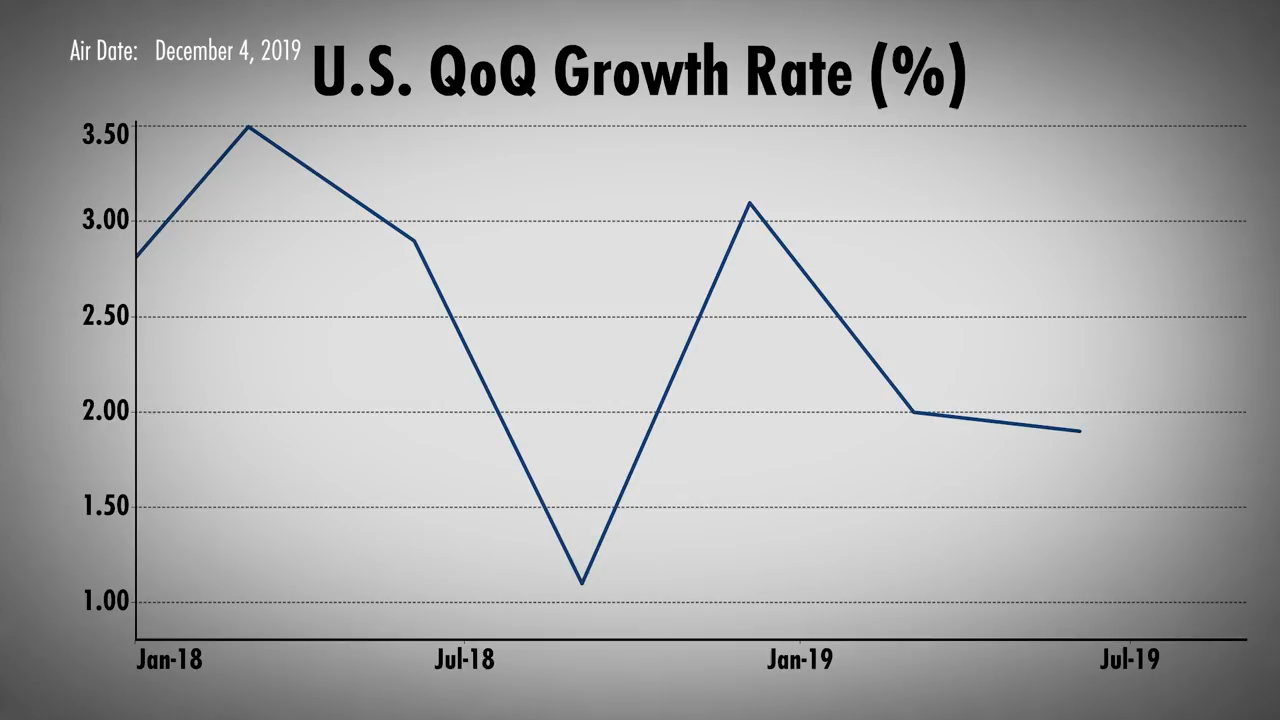 Air Date: December 4, 2019
U.S. QoQ Growth Rate (%)
3.50
3.00
2.50
2.00
1.50
1.00
Jan-18 Jul-18 Jan-19 Jul-19